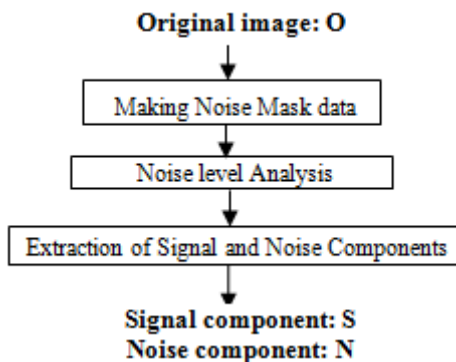 Original image: O
Making Noise Mask data
Noise level Analysis
Extraction of Signal and Noise Components
Signal component: S
Noise component: N